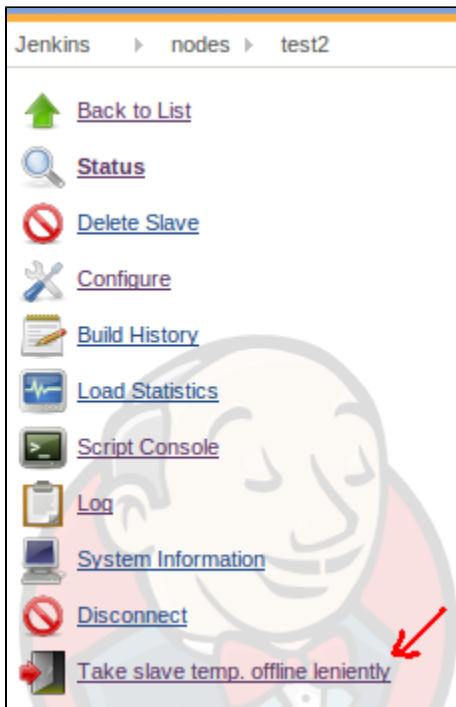 Jenkins nodes test2
Back to List
Status
Delete Slave
Configure
Build History
Load Statistics
Script Console
Log
System Information
Disconnect
Take slave temp. offline leniently